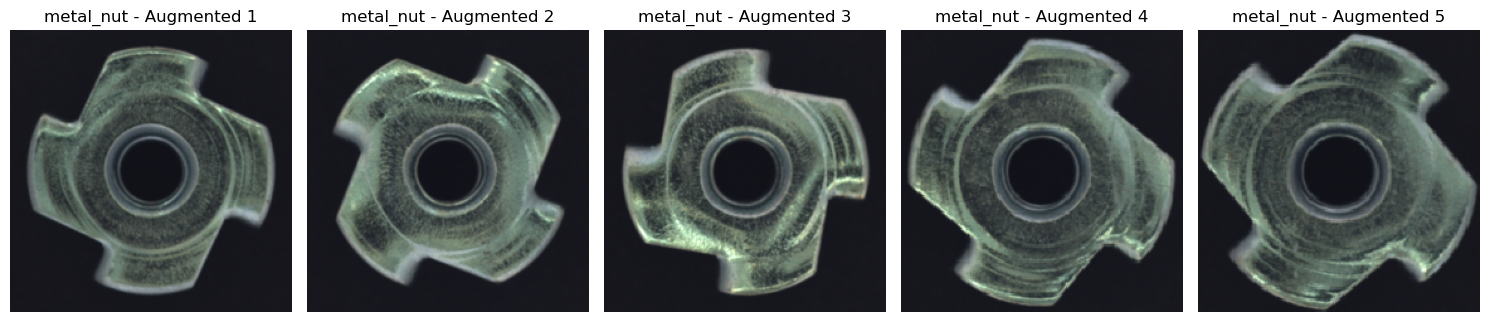 metal_nut - Augmented 1
metal_nut - Augmented 2
metal_nut - Augmented 3
metal_nut - Augmented 4
metal_nut - Augmented 5